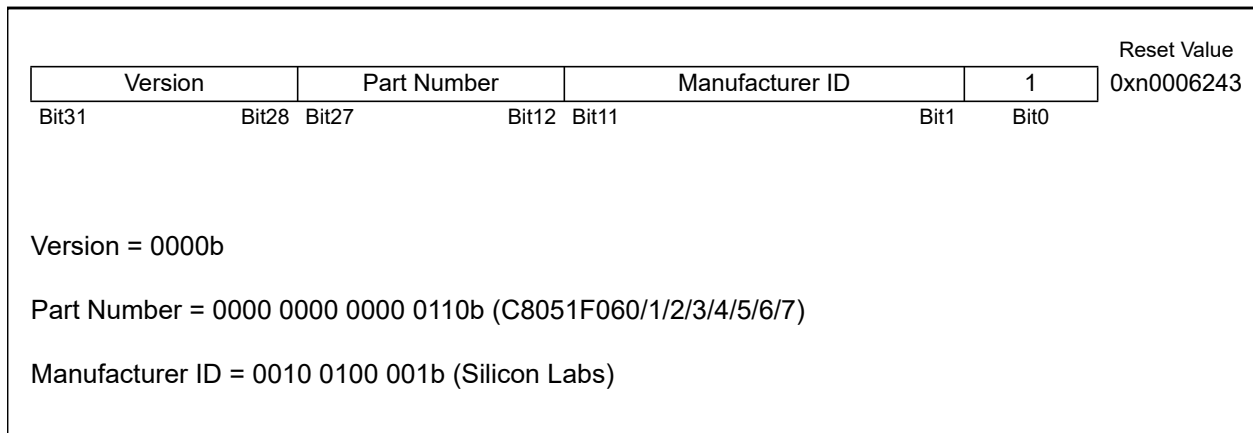 Reset Value
Version Part Number Manufacturer ID 1 0xn0006243
Bit31 Bit28 Bit27 Bit12 Bit11 Bit1 Bit0
Version = 0000b
Part Number = 0000 0000 0000 0110b (C8051F060/1/2/3/4/5/6/7)
Manufacturer ID = 0010 0100 001b (Silicon Labs)